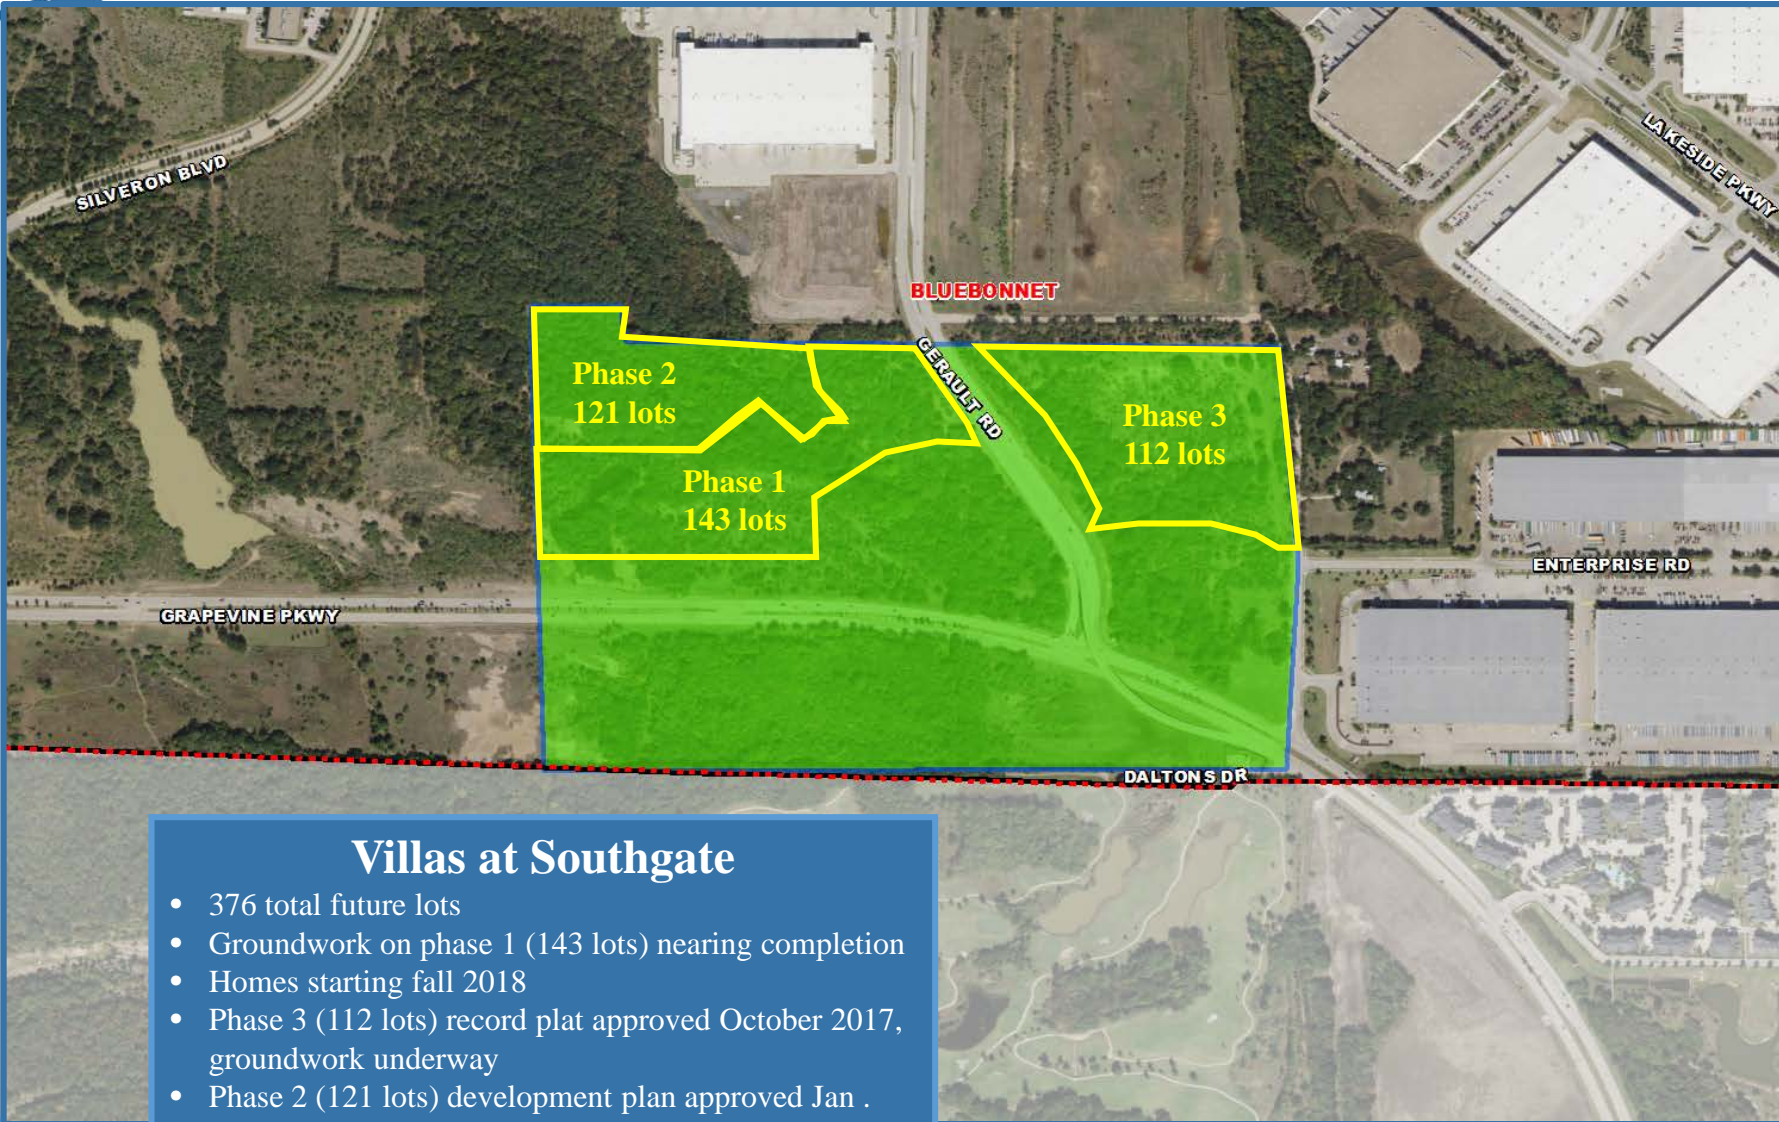 SILVERON BLVD
LAKESIDE PKWY
BLUEBONNET
GERAULT RD
Phase 2
121 lots
Phase 3
112 lots
Phase 1
143 lots
ENTERPRISE RD
GRAPEVINE PKWY
DALTONS DR
Villas at Southgate
• 376 total future lots
• Groundwork on phase 1 (143 lots) nearing completion
• Homes starting fall 2018
• Phase 3 (112 lots) record plat approved October 2017,
groundwork underway
• Phase 2 (121 lots) development plan approved Jan .